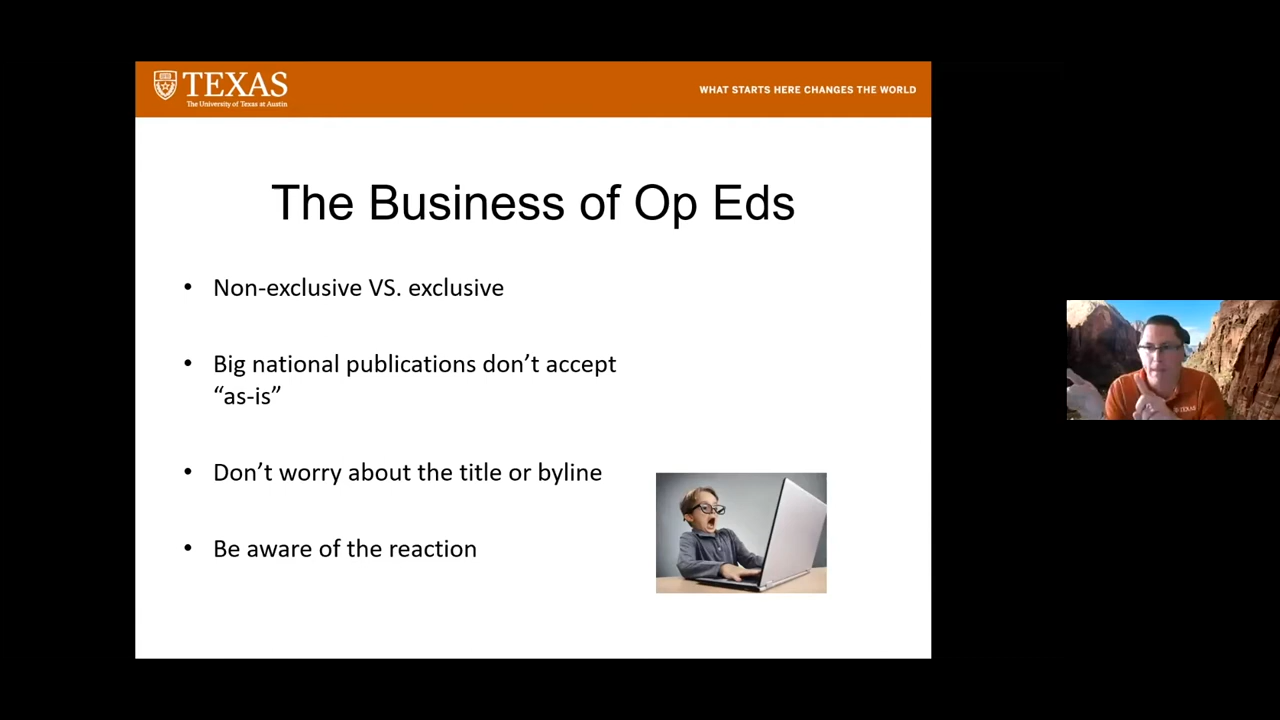 TEXAS
The University of Texas at Austin
WHAT STARTS HERE CHANGES THE WORLD
The Business of Op Eds
• Non-exclusive VS. exclusive
• Big national publications don’t accept
“as-is”
• Don’t worry about the title or byline
• Be aware of the reaction
TEXAS